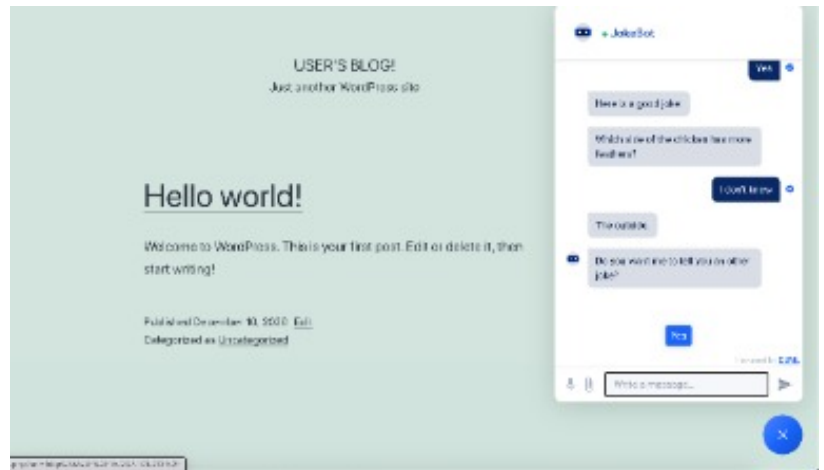 USER'S BLOG!
Just another WordPress site
Hello world!
Welcome to WordPress. This is your first post. Edit or delete it, then
start writing!
Published December 10, 2020 Edit
Categorized as Uncategorized
JokeBot
Yes
Here is a good joke
Which side of the chicken has more
feathers?
I don't know
The outside.
Do you want me to tell you an other
joke?
Yes
Write a message...